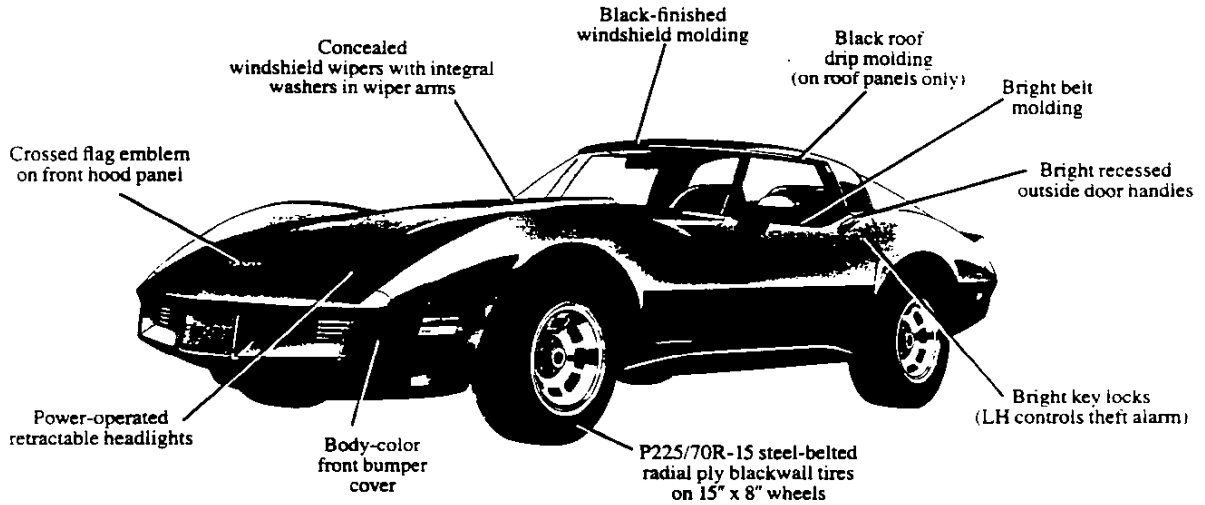 Black-finished
windshield molding
Concealed
windshield wipers with integral
washers in wiper arms
Black roof
drip molding
(on roof panels only)
Bright belt
molding
Crossed flag emblem
on front hood panel
Bright recessed
outside door handles
Power-operated
retractable headlights
Body-color
front bumper
cover
P225/70R-15 steel-belted
radial ply blackwall tires
on 15" x 8" wheels
Bright key locks
(LH controls theft alarm)